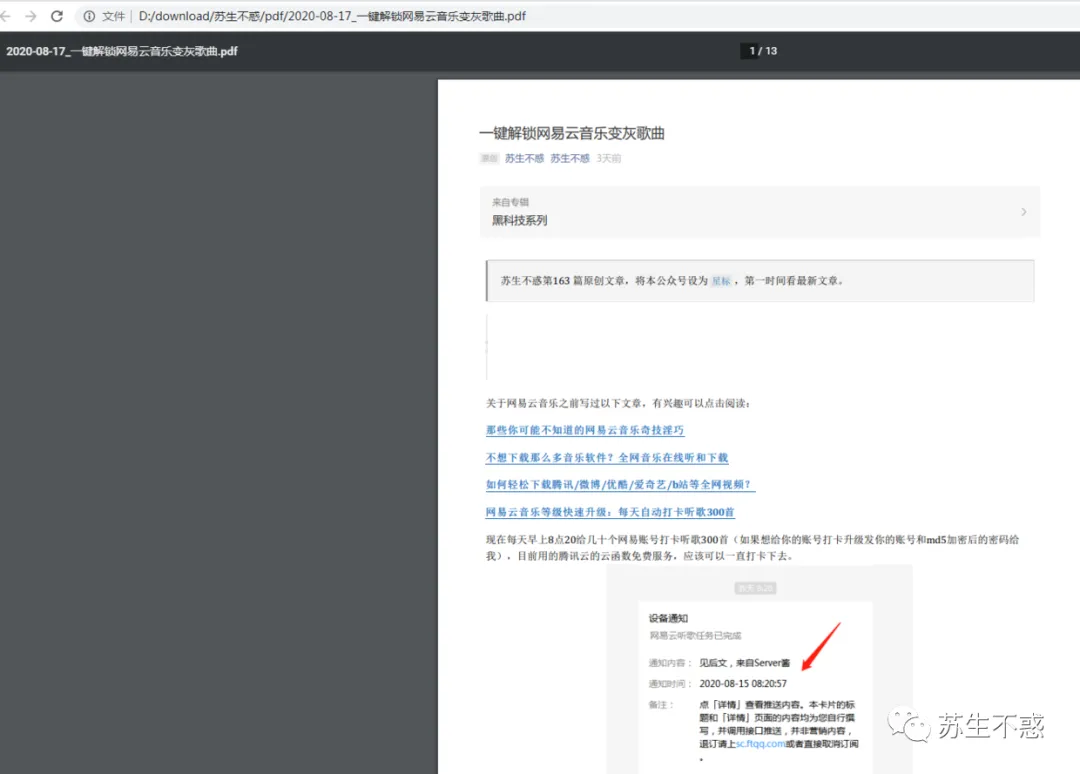 文件 D:/download/苏生不惑/pdf/2020-08-17_一键解锁网易云音乐变灰歌曲.pdf
2020-08-17_一键解锁网易云音乐变灰歌曲.pdf
1 / 13
一键解锁网易云音乐变灰歌曲
苏生不惑 苏生不惑 3天前
来自专辑
黑科技系列
苏生不惑第163 篇原创文章，将本公众号设为 星标 ，第一时间看最新文章。
关于网易云音乐之前写过以下文章，有兴趣可以点击阅读：
那些你可能不知道的网易云音乐奇技淫巧
不想下载那么多音乐软件？全网音乐在线听和下载
如何轻松下载腾讯/微博/优酷/爱奇艺/b站等全网视频？
网易云音乐等级快速升级：每天自动打卡听歌300首
现在每天早上8点20给几十个网易账号打卡听歌300首（如果想给你的账号打卡升级发你的账号和md5加密后的密码给
我），目前用的腾讯云的云函数免费服务，应该可以一直打卡下去。
设备通知
网易云听歌任务已完成
通知内容： 见后文，来自Server酱
通知时间： 2020-08-15 08:20:57
备注： 点「详情」查看推送内容。本卡片的标
题和「详情」页面的内容均为您自行撰
写，并调用接口推送，并非营销内容，
退订请上sc.ftqq.com或者直接取消订阅
。
苏生不惑